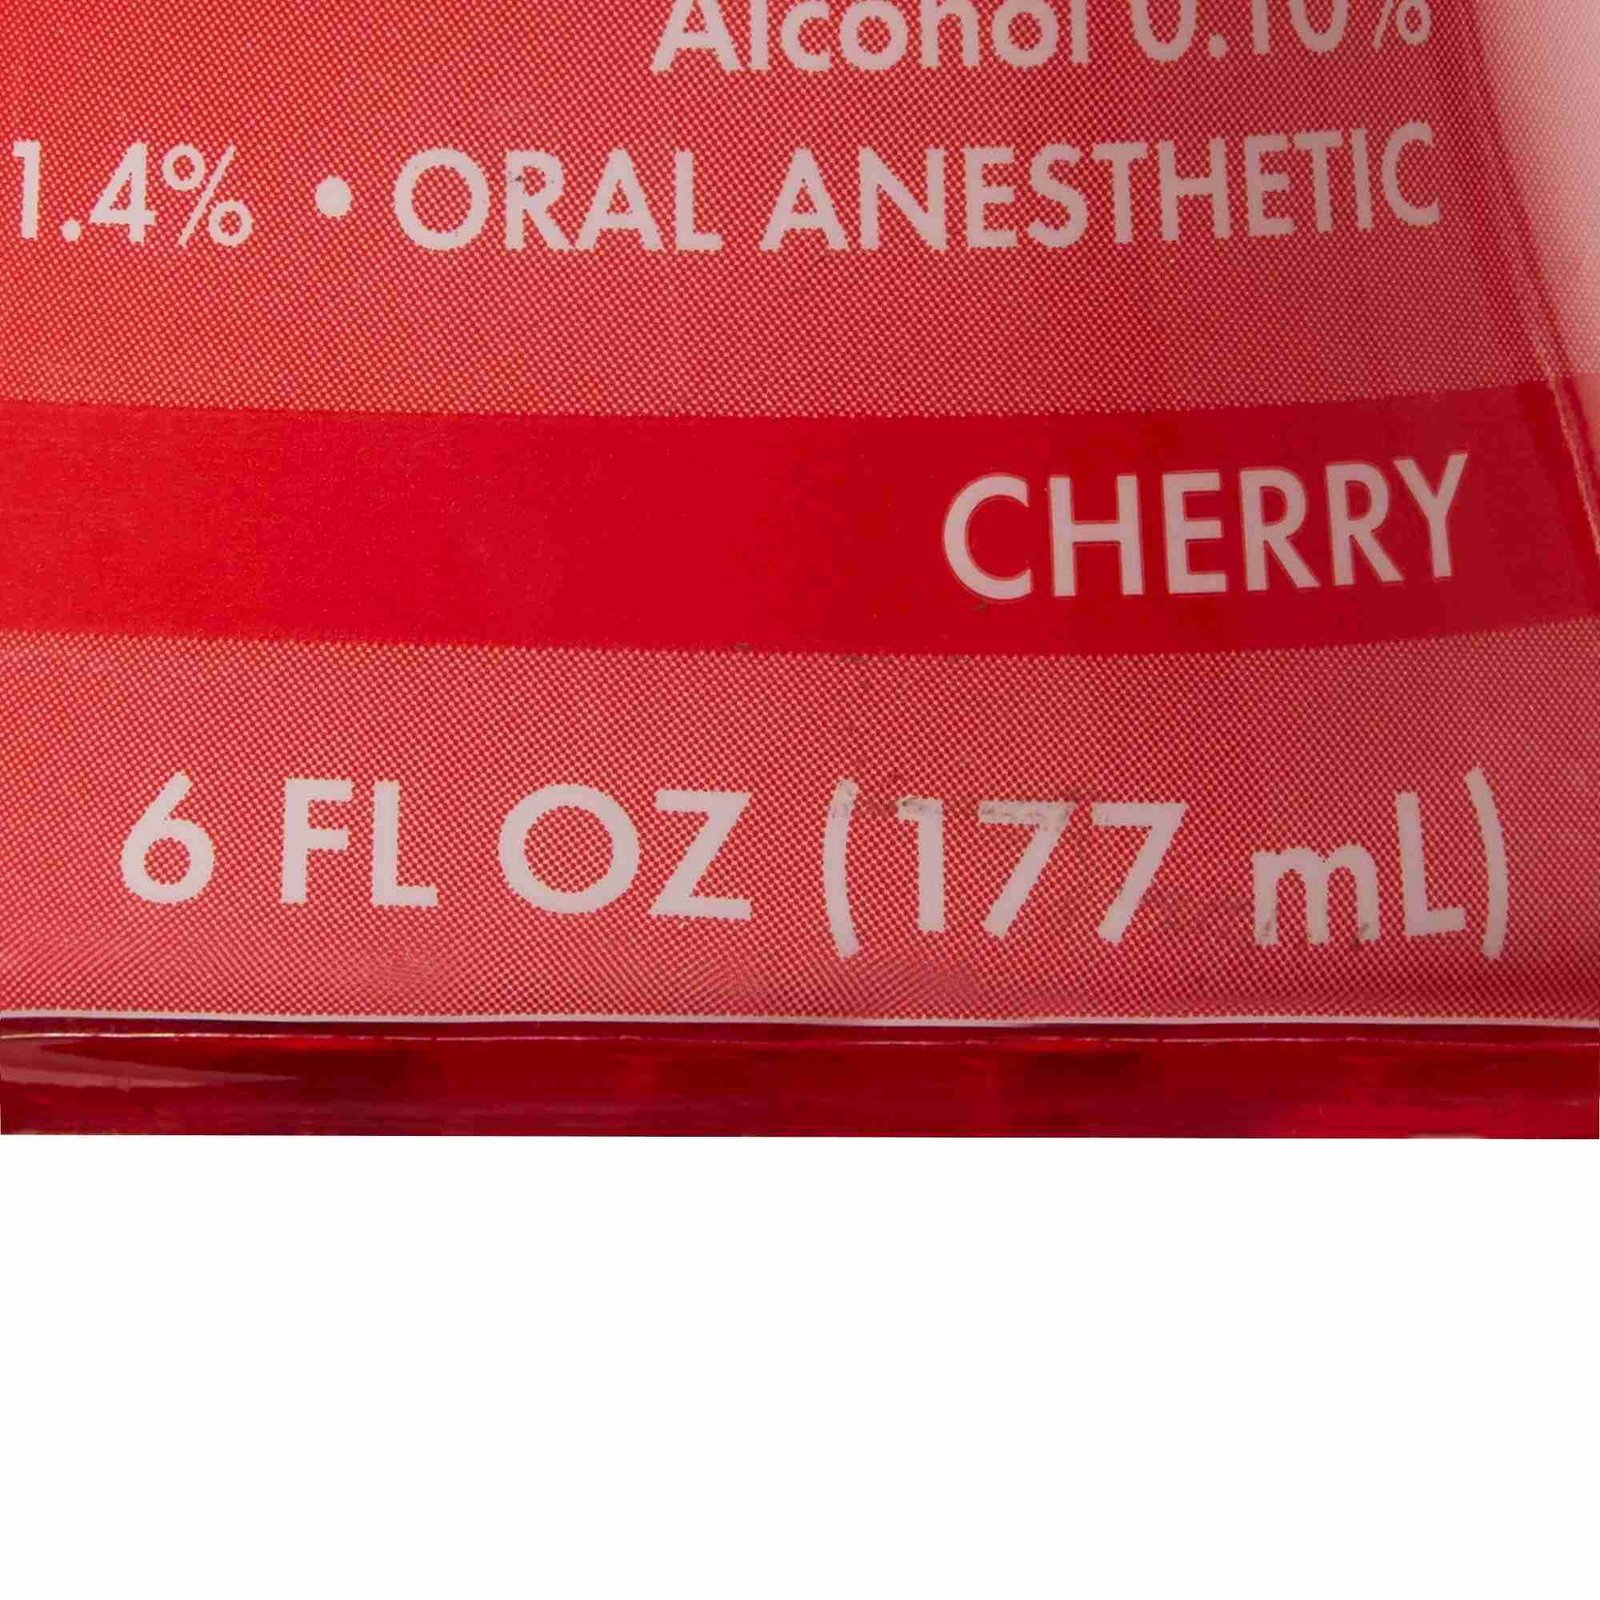 Alcohol 0.10%
1.4% • ORAL ANESTHETIC
CHERRY
6 FL OZ (177 mL)